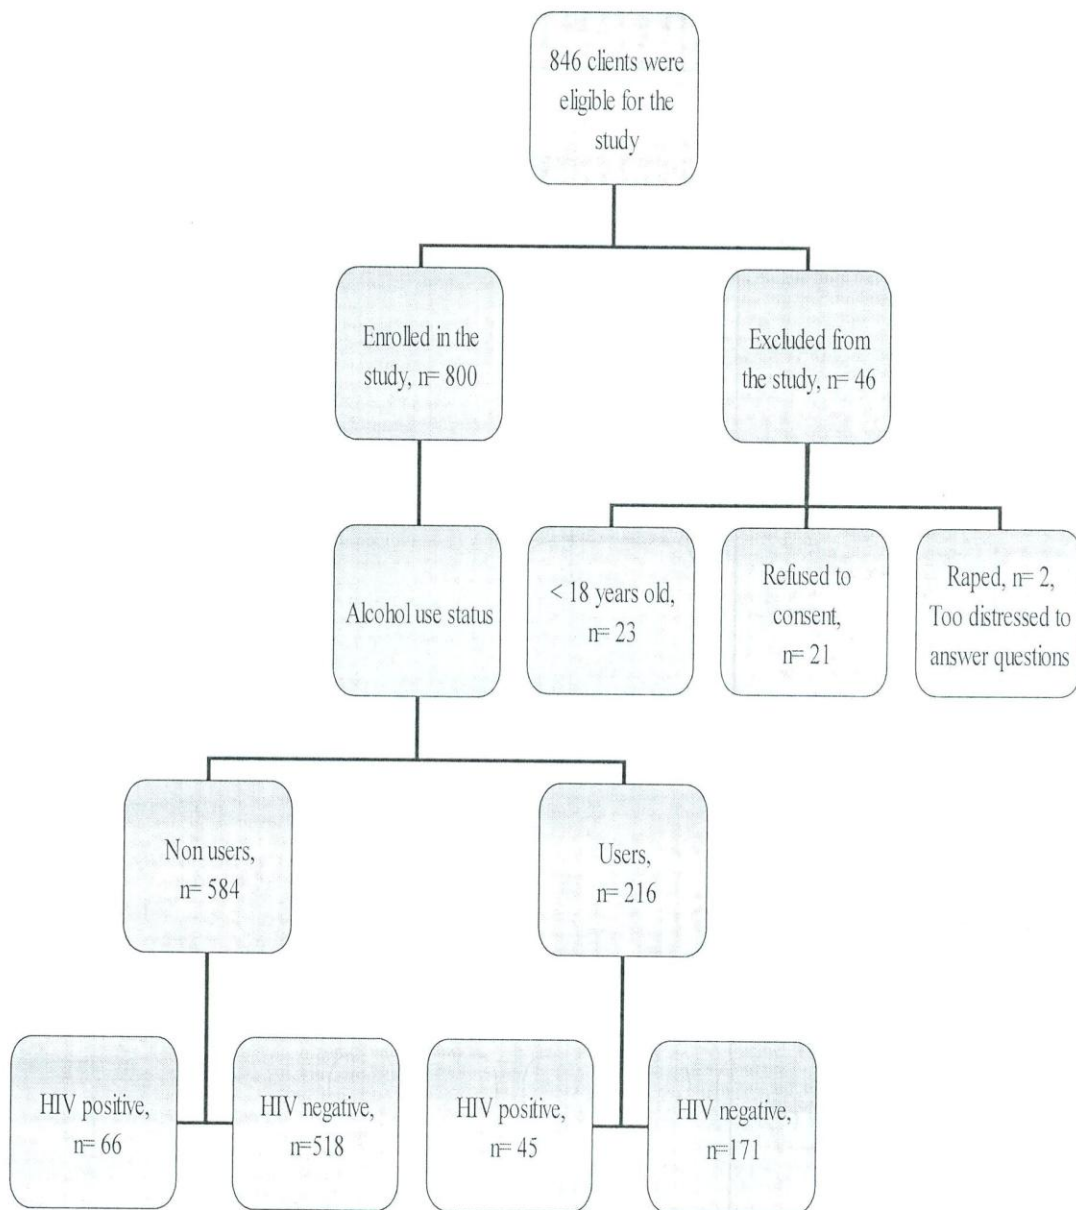 846 clients were
eligible for the
study
Enrolled in the
study, n= 800
Excluded from
the study, n= 46
Alcohol use status
< 18 years old,
n= 23
Refused to
consent,
n= 21
Raped, n= 2,
Too distressed to
answer questions
Non users,
n= 584
Users,
n= 216
HIV positive,
n= 66
HIV negative,
n=518
HIV positive,
n= 45
HIV negative,
n=171